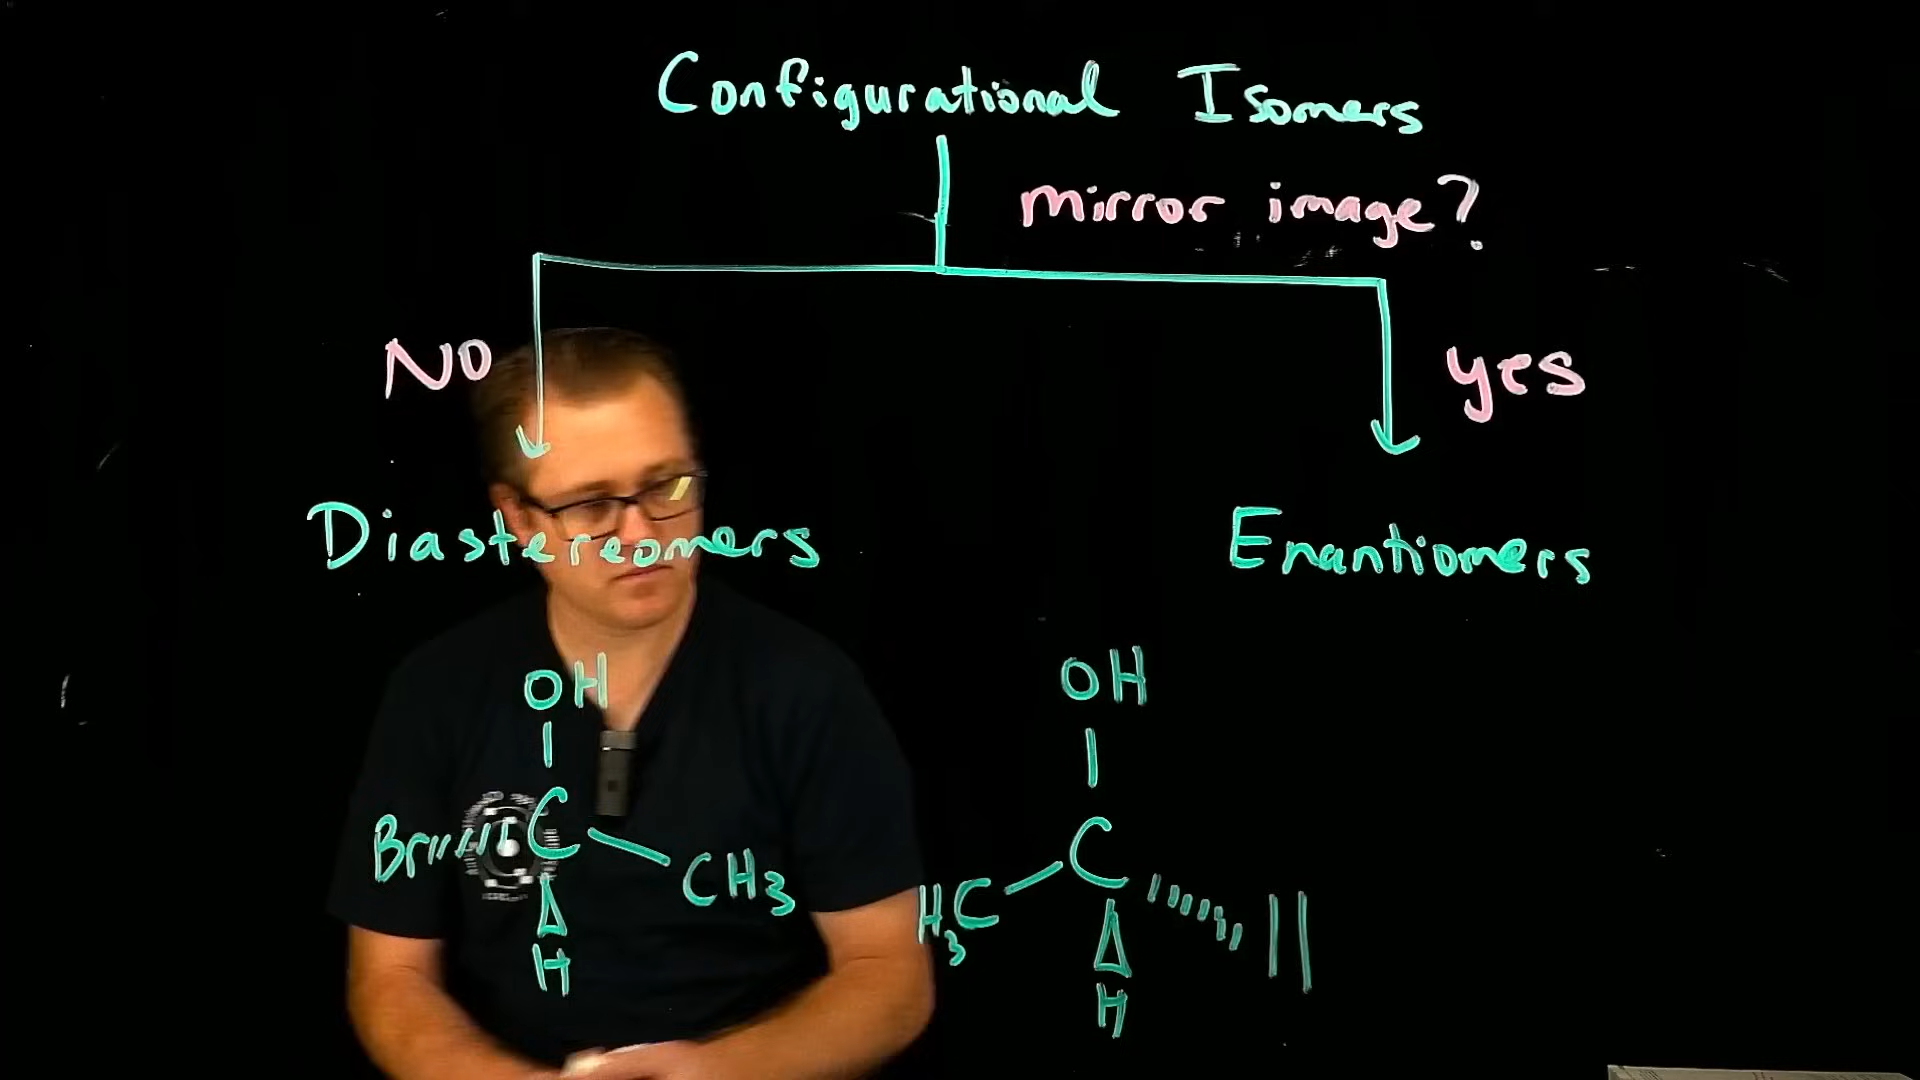 Configurational Isomers
mirror image?
NO
yes
Diastereomers
Enantiomers
OH
C
Br
CH3
H
OH
C
H3C
H